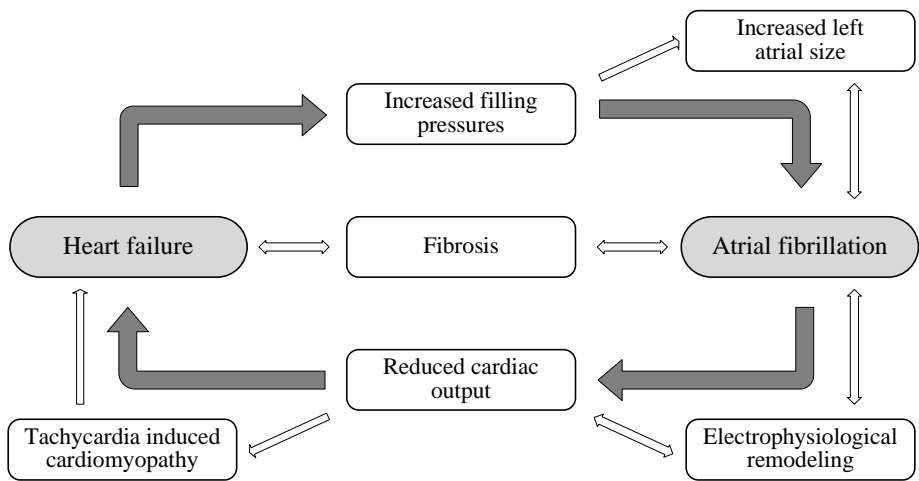 Increased left
atrial size
Increased filling
pressures
Heart failure
Fibrosis
Atrial fibrillation
Reduced cardiac
output
Tachycardia induced
cardiomyopathy
Electrophysiological
remodeling